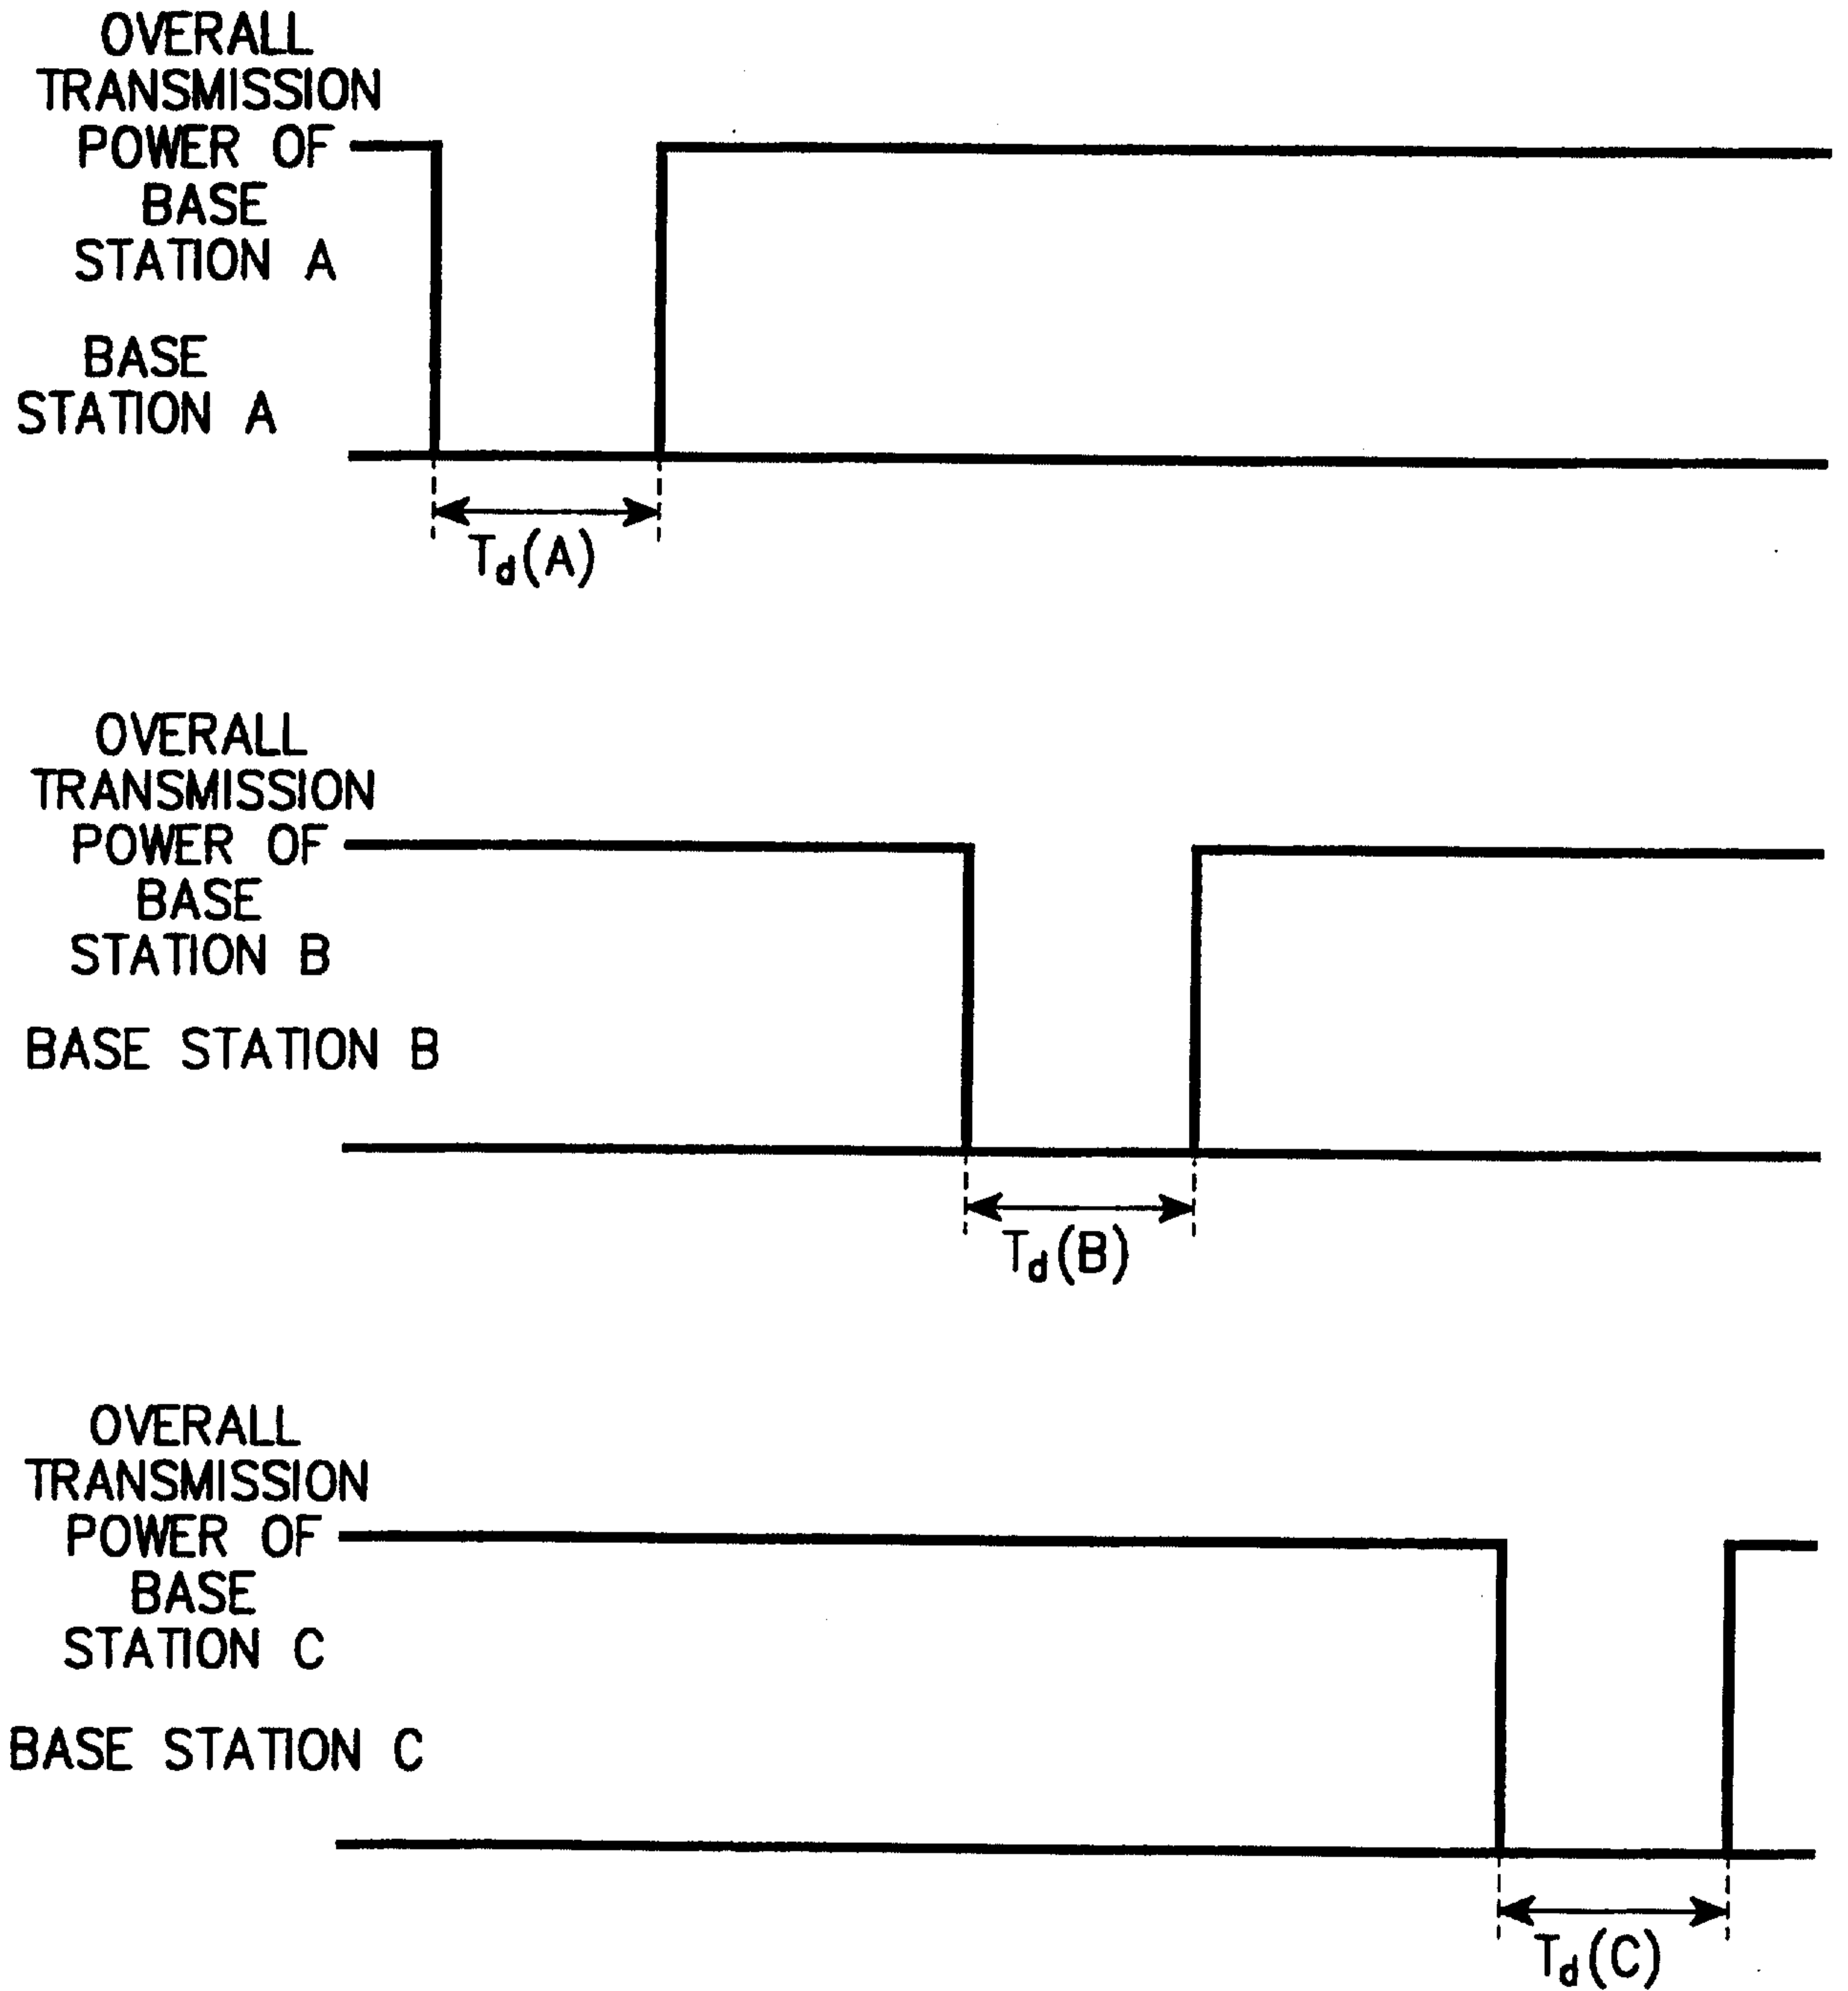 OVERALL
TRANSMISSION
POWER OF
BASE
STATION A
BASE
STATION A
Td(A)
OVERALL
TRANSMISSION
POWER OF
BASE
STATION B
BASE STATION B
Td(B)
OVERALL
TRANSMISSION
POWER OF
BASE
STATION C
BASE STATION C
Td(C)